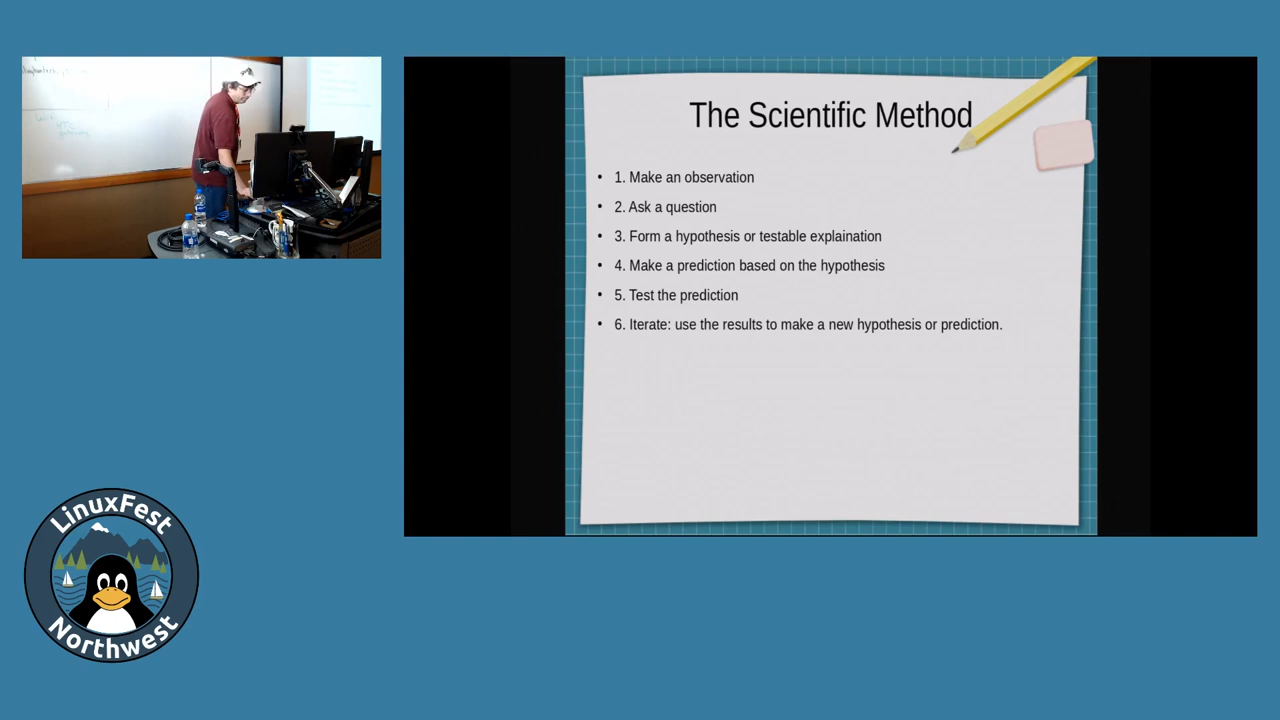 The Scientific Method
• 1. Make an observation
• 2. Ask a question
• 3. Form a hypothesis or testable explaination
• 4. Make a prediction based on the hypothesis
• 5. Test the prediction
• 6. Iterate: use the results to make a new hypothesis or prediction.
LinuxFest
Northwest